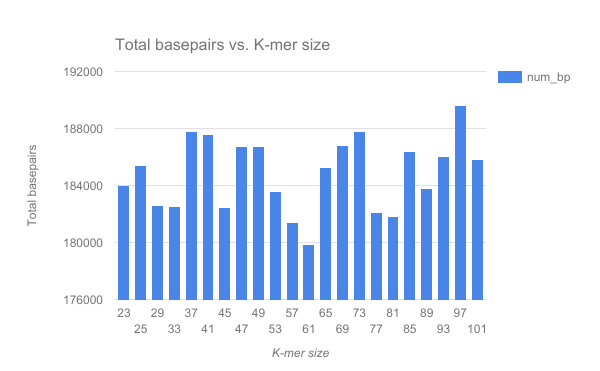 Total basepairs vs. K-mer size
num_bp
Total basepairs
192000
188000
184000
180000
176000
23 29 37 45 49 57 65 73 81 89 97
25 33 41 47 53 61 69 77 85 93 101
K-mer size